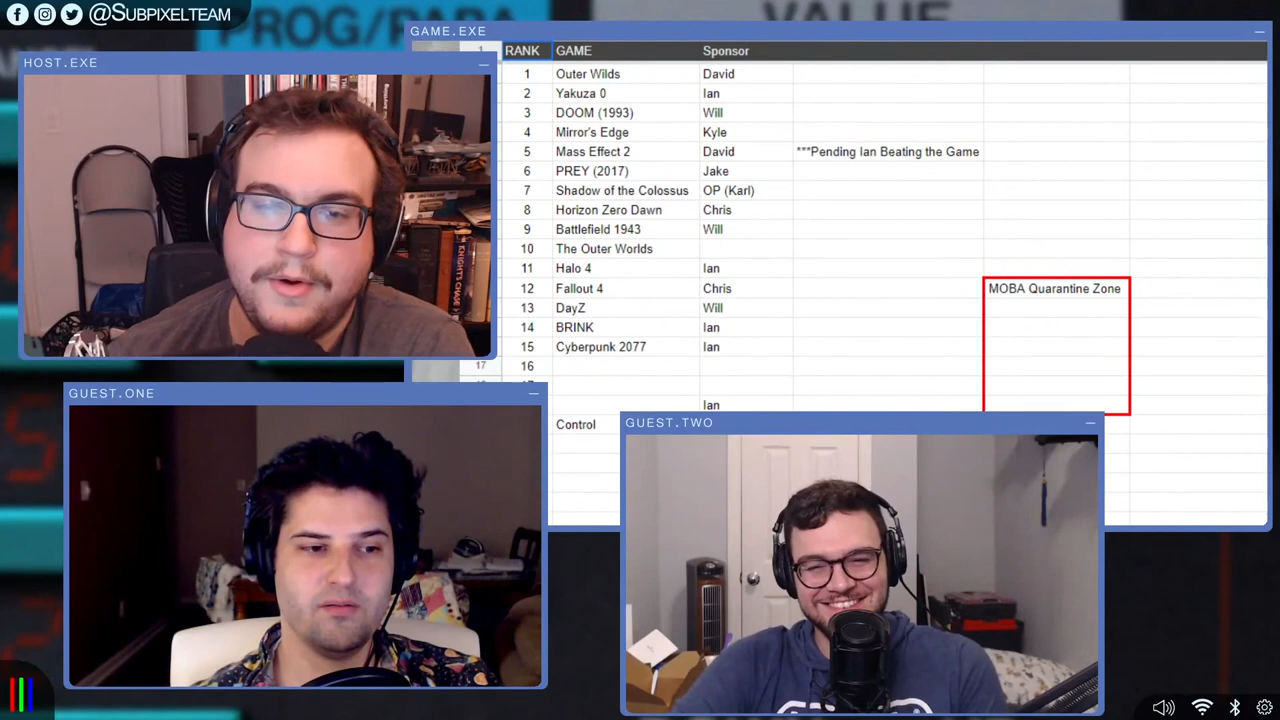 @SUBPIXELTEAM
PROG/PARA
VALUE
GAME.EXE
HOST.EXE
1 RANK GAME Sponsor
1 Outer Wilds David
2 Yakuza 0 Ian
3 DOOM (1993) Will
4 Mirror's Edge Kyle
5 Mass Effect 2 David ***Pending Ian Beating the Game
6 PREY (2017) Jake
7 Shadow of the Colossus OP (Karl)
8 Horizon Zero Dawn Chris
9 Battlefield 1943 Will
10 The Outer Worlds
11 Halo 4 Ian
12 Fallout 4 Chris MOBA Quarantine Zone
13 DayZ Will
14 BRINK Ian
15 Cyberpunk 2077 Ian
17 16
Ian
Control
KNIGHT'S CHASE
GUEST.ONE
GUEST.TWO